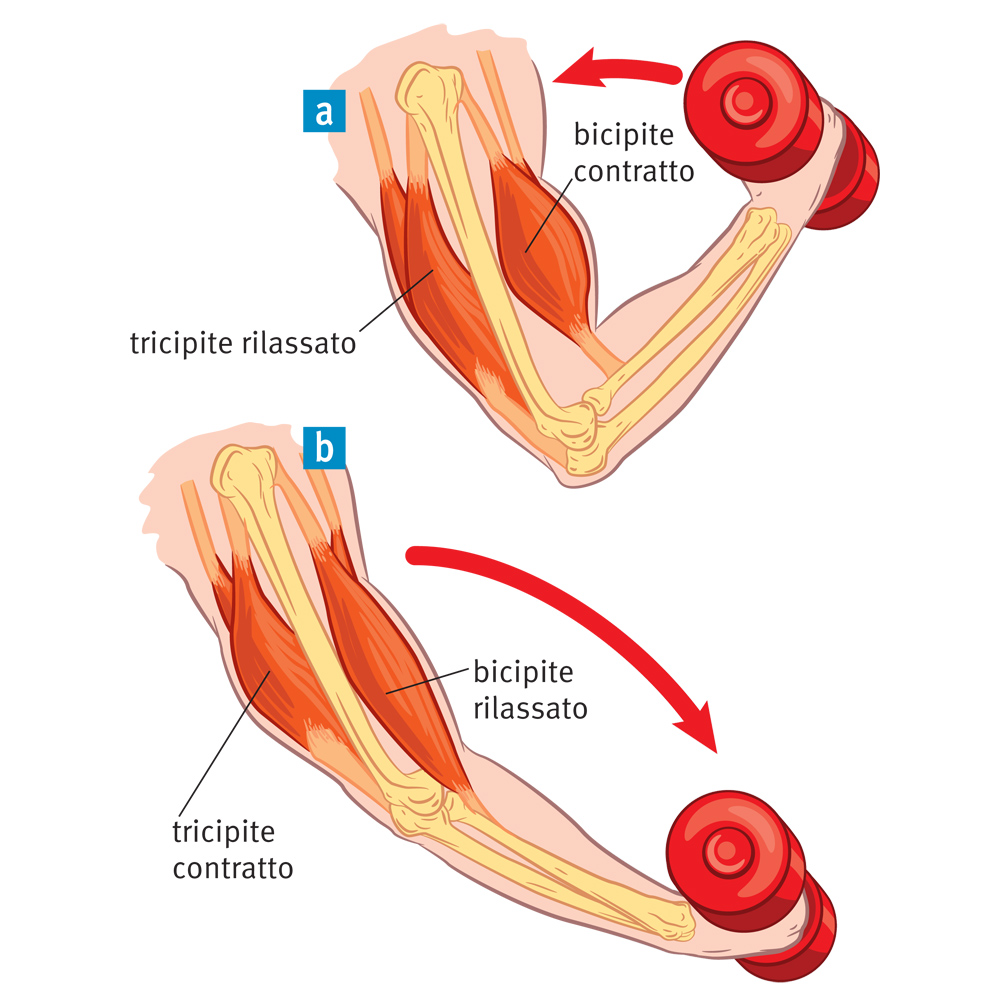 a
bicipite
contratto
tricipite rilassato
b
bicipite
rilassato
tricipite
contratto